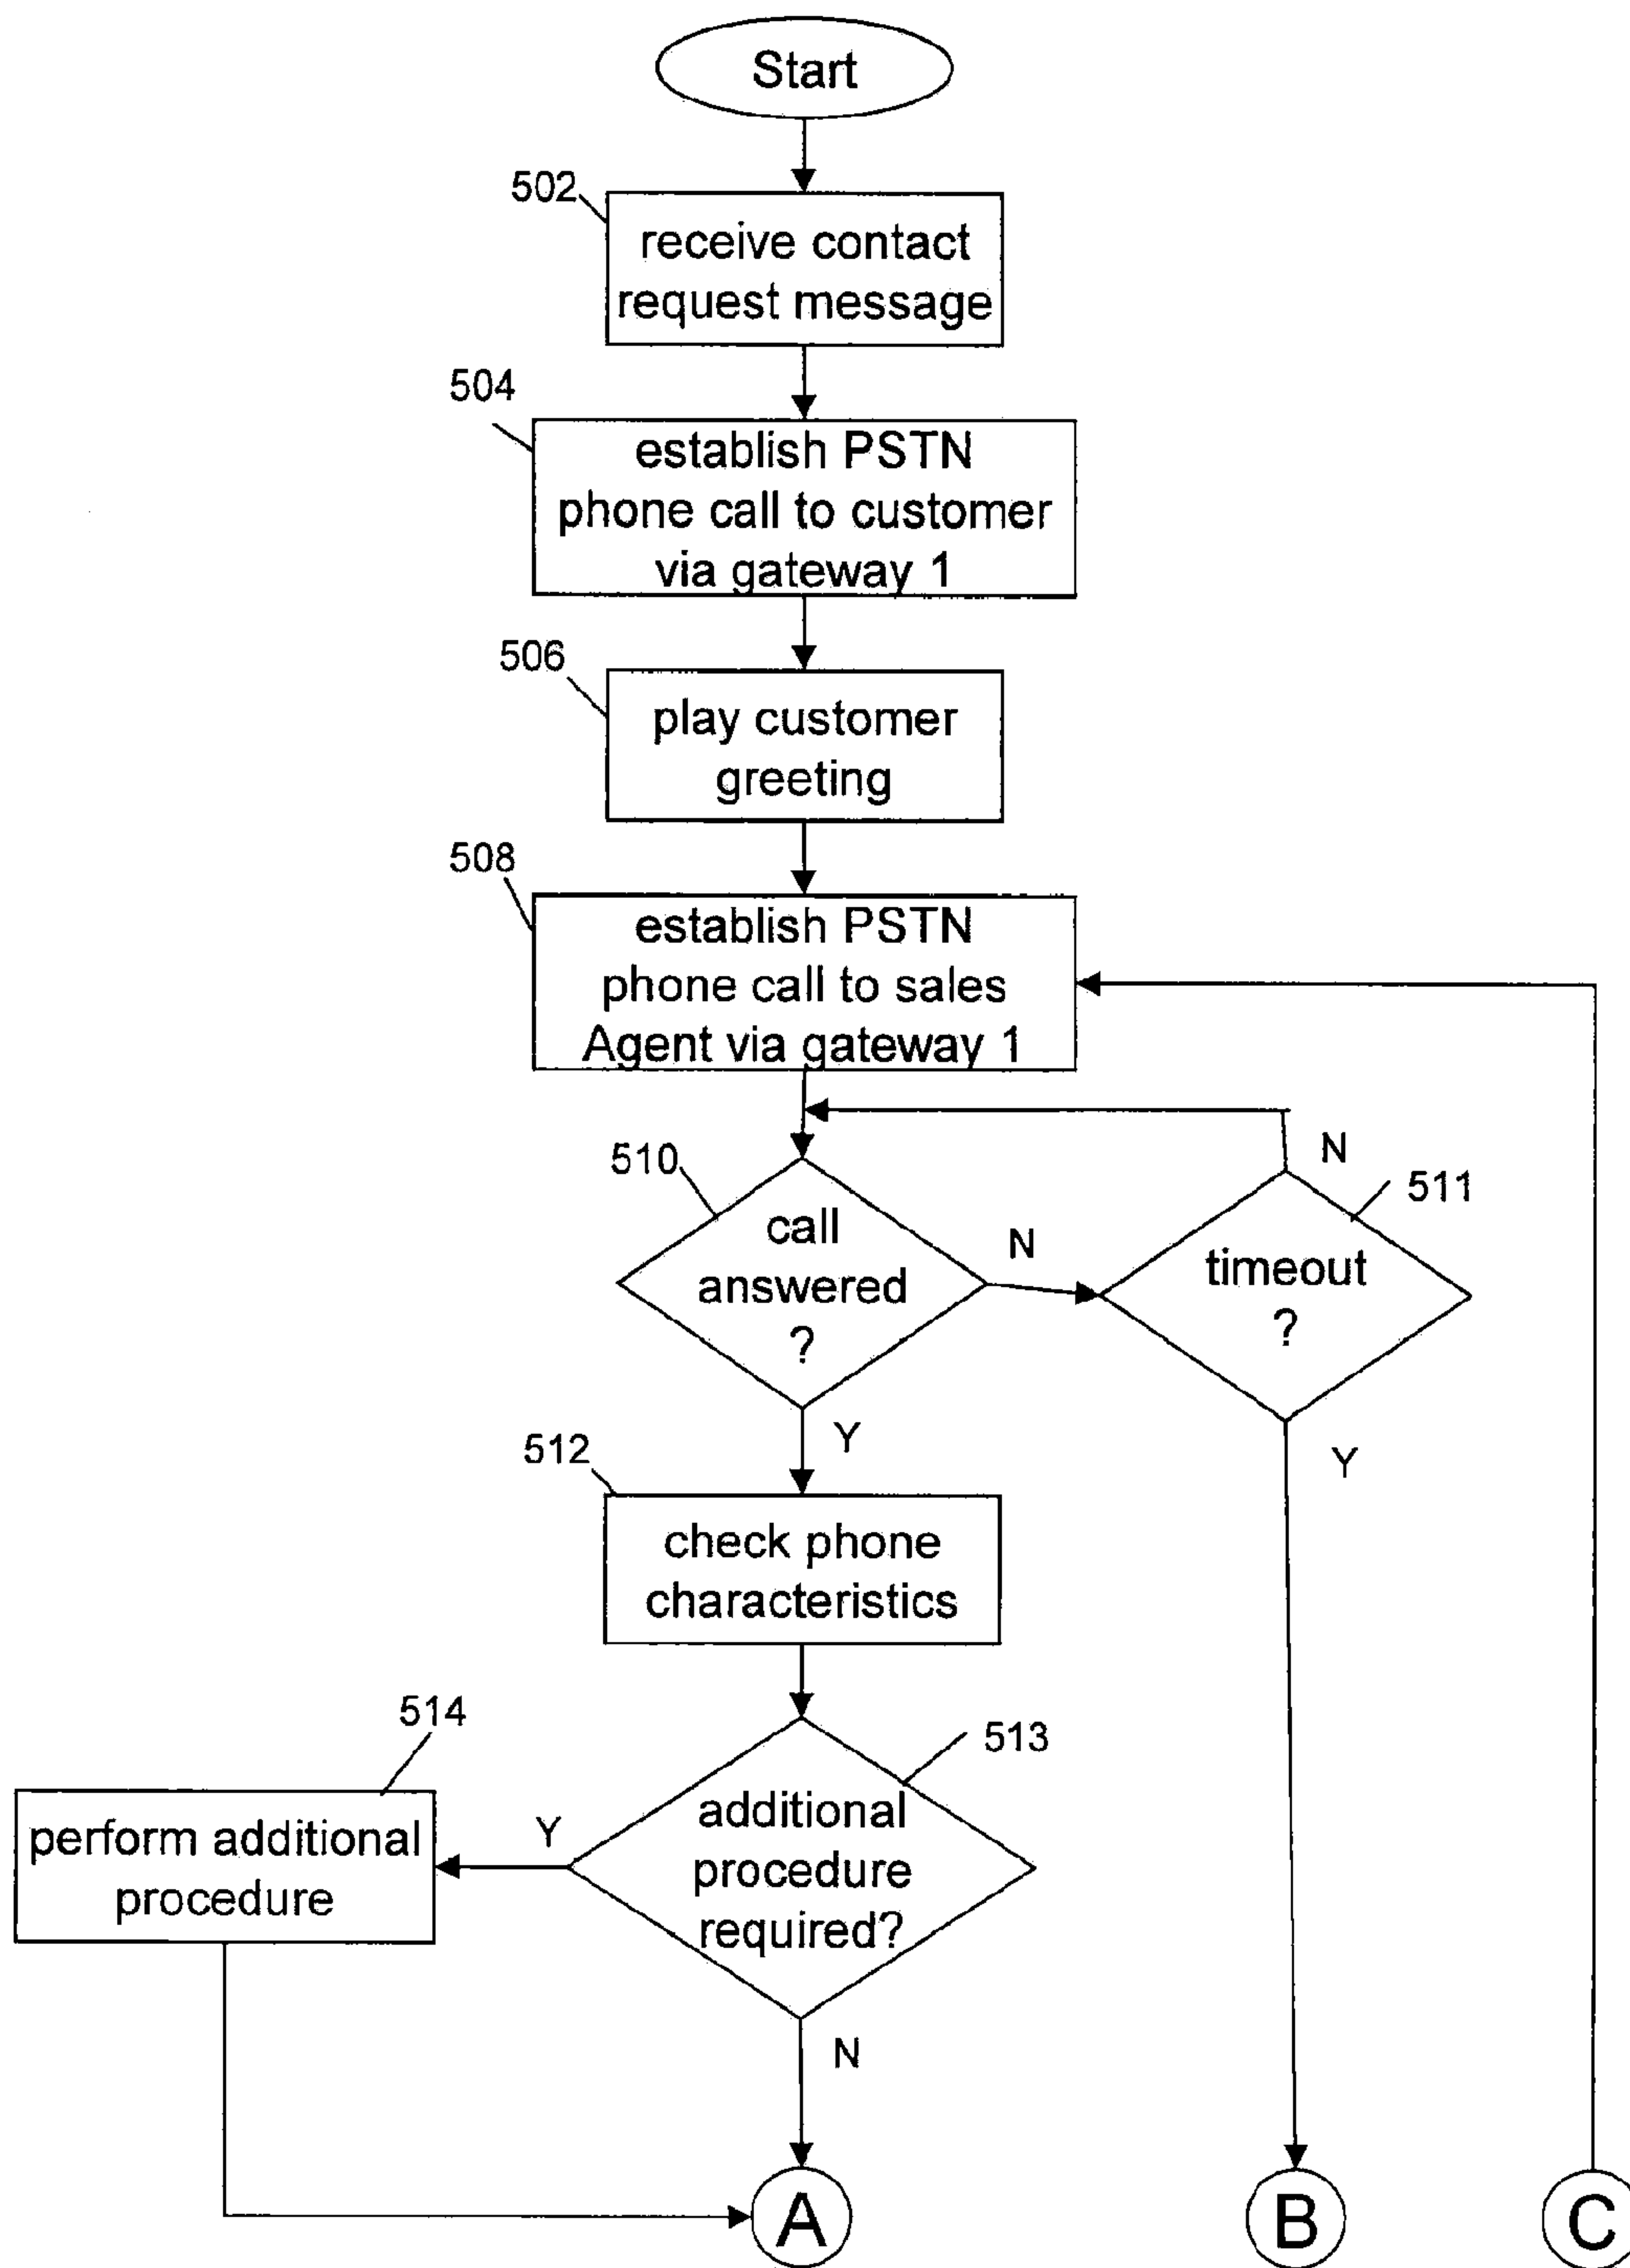 Start
502
receive contact
request message
504
establish PSTN
phone call to customer
via gateway 1
506
play customer
greeting
508
establish PSTN
phone call to sales
Agent via gateway 1
510
call
answered
?
N
N
511
timeout
?
Y
Y
512
check phone
characteristics
513
additional
procedure
required?
Y
514
perform additional
procedure
N
A
B
C